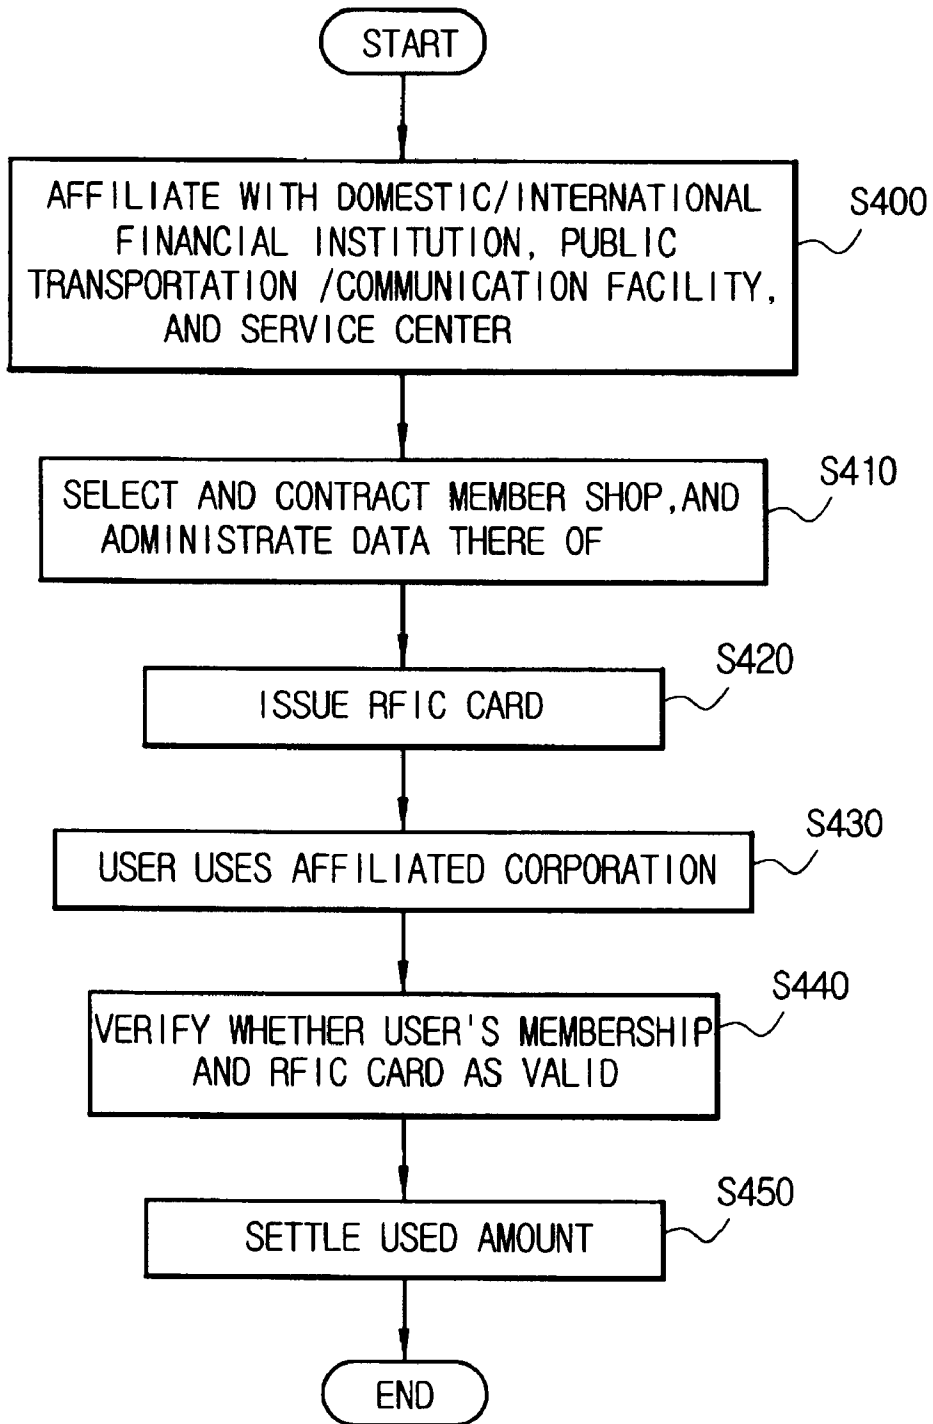 START
AFFILIATE WITH DOMESTIC/INTERNATIONAL
FINANCIAL INSTITUTION, PUBLIC
TRANSPORTATION /COMMUNICATION FACILITY,
AND SERVICE CENTER
S400
SELECT AND CONTRACT MEMBER SHOP,AND
ADMINISTRATE DATA THERE OF
S410
ISSUE RFIC CARD
S420
USER USES AFFILIATED CORPORATION
S430
VERIFY WHETHER USER'S MEMBERSHIP
AND RFIC CARD AS VALID
S440
SETTLE USED AMOUNT
S450
END